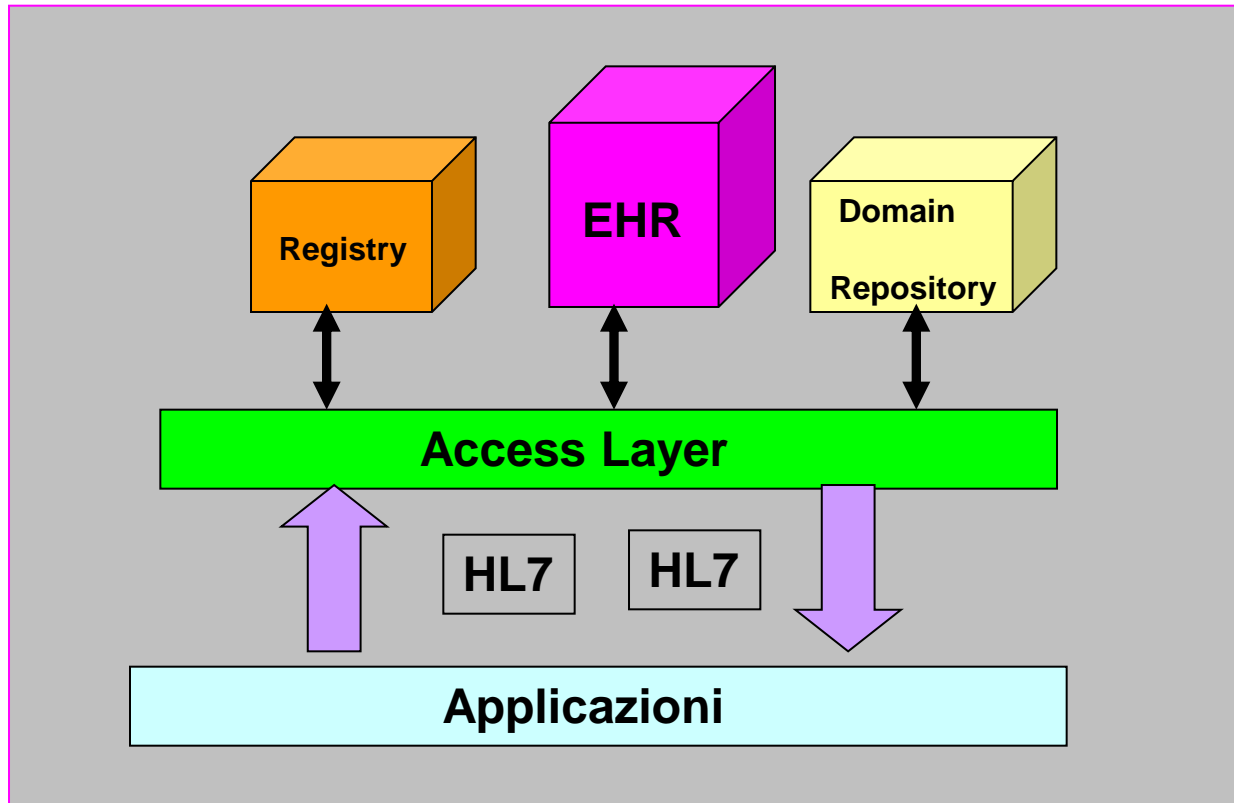 Registry
EHR
Domain
Repository
Access Layer
HL7
HL7
Applicazioni